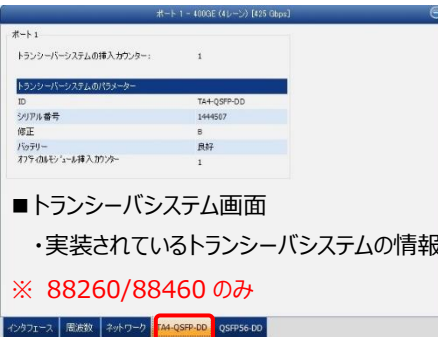 ポート 1 - 400GE (4レーン) [425 Gbps]
ポート 1
トランシーバーシステムの挿入カウンター: 1
トランシーバーシステムのパラメーター
ID TA4-QSFP-DD
シリアル番号 1444507
修正 B
バッテリー 良好
オプティカルモジュール挿入カウンター 1
■トランシーバシステム画面
・実装されているトランシーバシステムの情報
※ 88260/88460 のみ
インタフェース 周波数 ネットワーク TA4-QSFP-DD QSFP56-DD